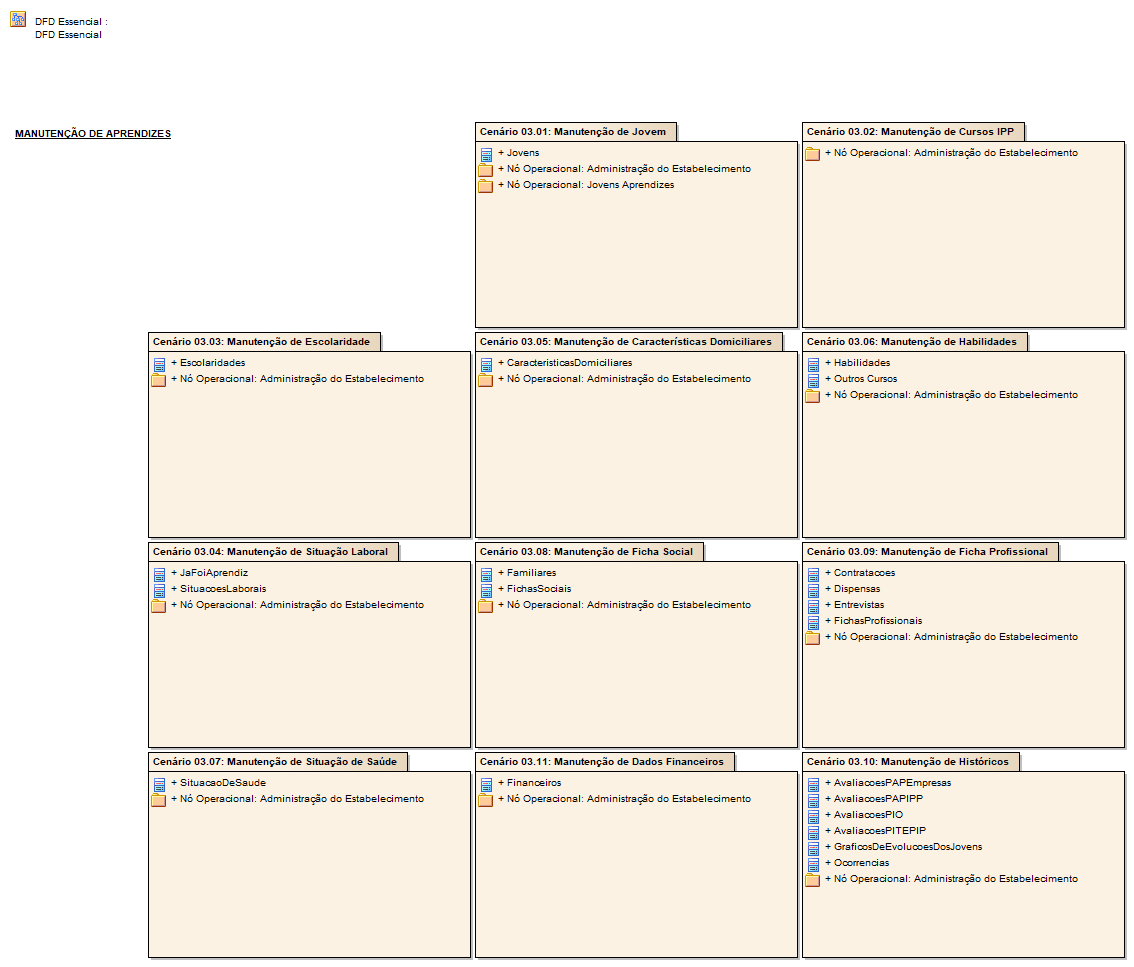 DFD Essencial :
DFD Essencial
MANUTENÇÃO DE APRENDIZES
Cenário 03.01: Manutenção de Jovem
+ Jovens
+ Nó Operacional: Administração do Estabelecimento
+ Nó Operacional: Jovens Aprendizes
Cenário 03.02: Manutenção de Cursos IPP
+ Nó Operacional: Administração do Estabelecimento
Cenário 03.03: Manutenção de Escolaridade
+ Escolaridades
+ Nó Operacional: Administração do Estabelecimento
Cenário 03.05: Manutenção de Características Domiciliares
+ CaracteristicasDomiciliares
+ Nó Operacional: Administração do Estabelecimento
Cenário 03.06: Manutenção de Habilidades
+ Habilidades
+ Outros Cursos
+ Nó Operacional: Administração do Estabelecimento
Cenário 03.04: Manutenção de Situação Laboral
+ JaFoiAprendiz
+ SituacoesLaborais
+ Nó Operacional: Administração do Estabelecimento
Cenário 03.08: Manutenção de Ficha Social
+ Familiares
+ FichasSociais
+ Nó Operacional: Administração do Estabelecimento
Cenário 03.09: Manutenção de Ficha Profissional
+ Contratacoes
+ Dispensas
+ Entrevistas
+ FichasProfissionais
+ Nó Operacional: Administração do Estabelecimento
Cenário 03.07: Manutenção de Situação de Saúde
+ SituacaoDeSaude
+ Nó Operacional: Administração do Estabelecimento
Cenário 03.11: Manutenção de Dados Financeiros
+ Financeiros
+ Nó Operacional: Administração do Estabelecimento
Cenário 03.10: Manutenção de Históricos
+ AvaliacoesPAPEmpresas
+ AvaliacoesPAPIPP
+ AvaliacoesPIO
+ AvaliacoesPITEPIP
+ GraficosDeEvolucoesDosJovens
+ Ocorrencias
+ Nó Operacional: Administração do Estabelecimento